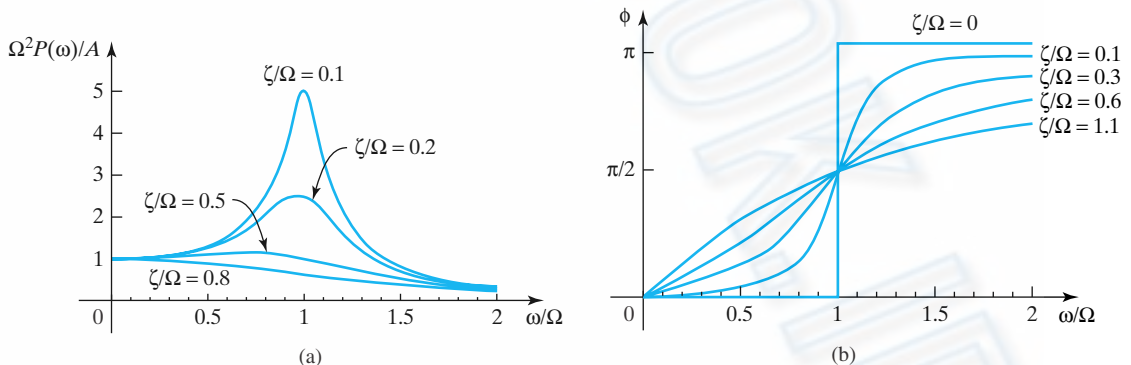 Ω²P(ω)/A
ζ/Ω = 0.1
5
4
3
2
1
ζ/Ω = 0.2
ζ/Ω = 0.5
ζ/Ω = 0.8
0
0.5
1
1.5
2
ω/Ω
(a)
ϕ
π
π/2
ζ/Ω = 0
ζ/Ω = 0.1
ζ/Ω = 0.3
ζ/Ω = 0.6
ζ/Ω = 1.1
0
0.5
1
1.5
2
ω/Ω
(b)